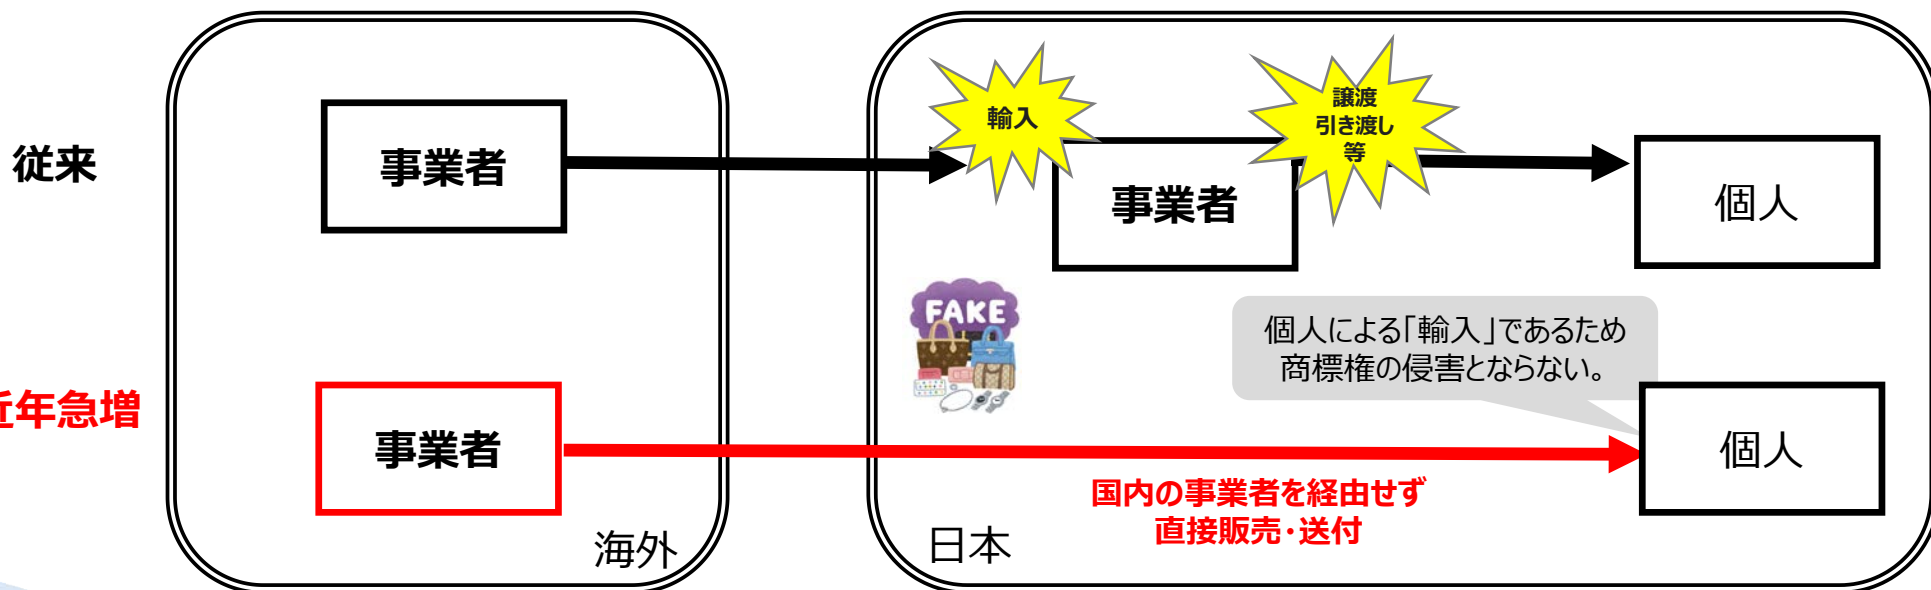 従来
事業者
輸入
事業者
譲渡
引き渡し
等
個人
FAKE
個人による「輸入」であるため
商標権の侵害とならない。
近年急増
事業者
個人
国内の事業者を経由せず
直接販売・送付
海外
日本